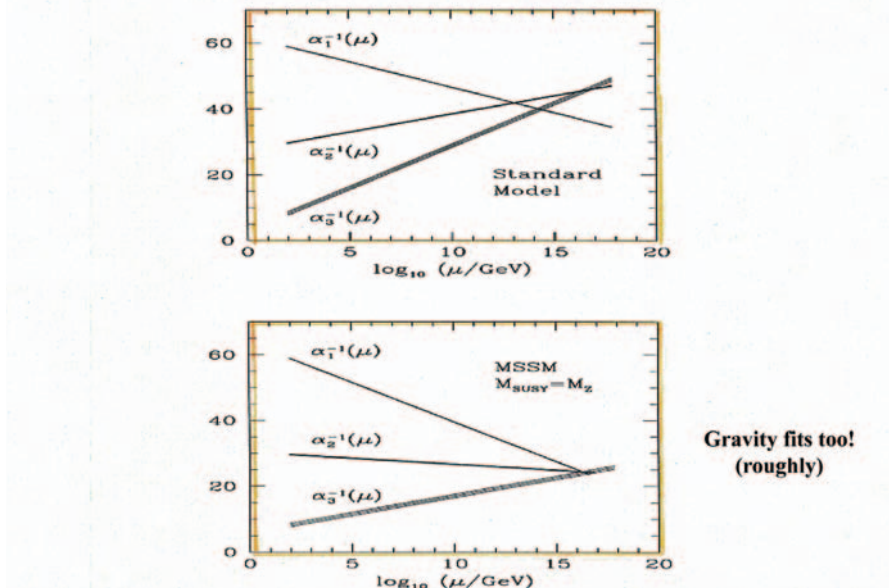 60
40
20
0
α₁⁻¹(μ)
α₂⁻¹(μ)
α₃⁻¹(μ)
Standard
Model
0 5 10 15 20
log₁₀ (μ/GeV)
60
40
20
0
α₁⁻¹(μ)
α₂⁻¹(μ)
α₃⁻¹(μ)
MSSM
M_SUSY=M_Z
Gravity fits too!
(roughly)
0 5 10 15 20
log₁₀ (μ/GeV)